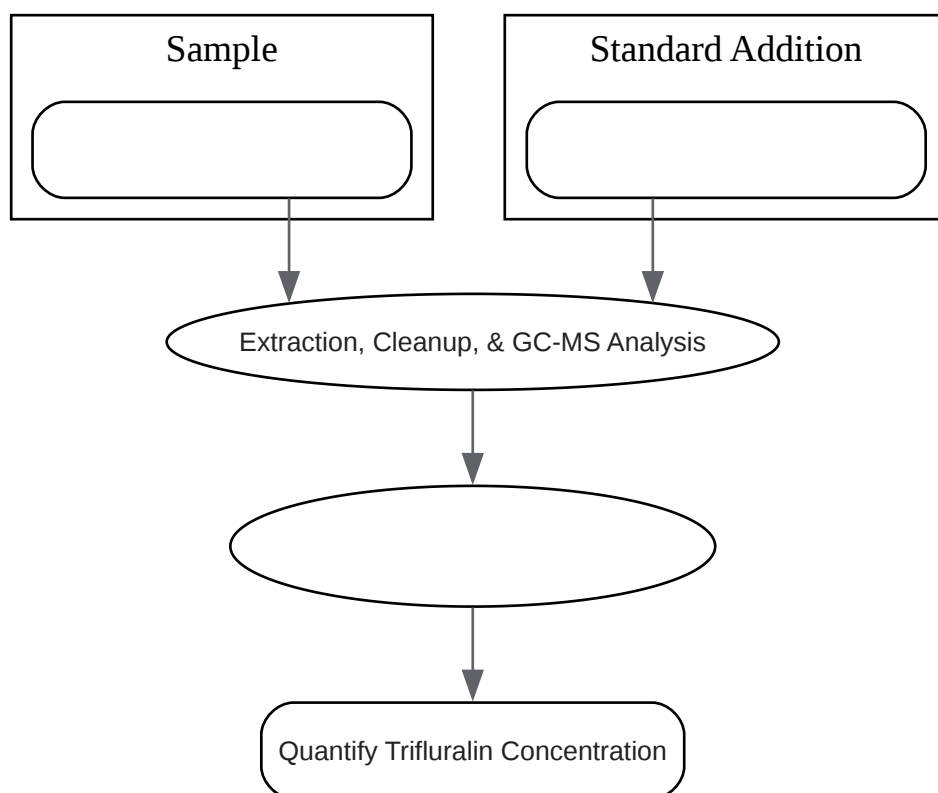 Sample
Standard Addition
Extraction, Cleanup, & GC-MS Analysis
Quantify Trifluralin Concentration